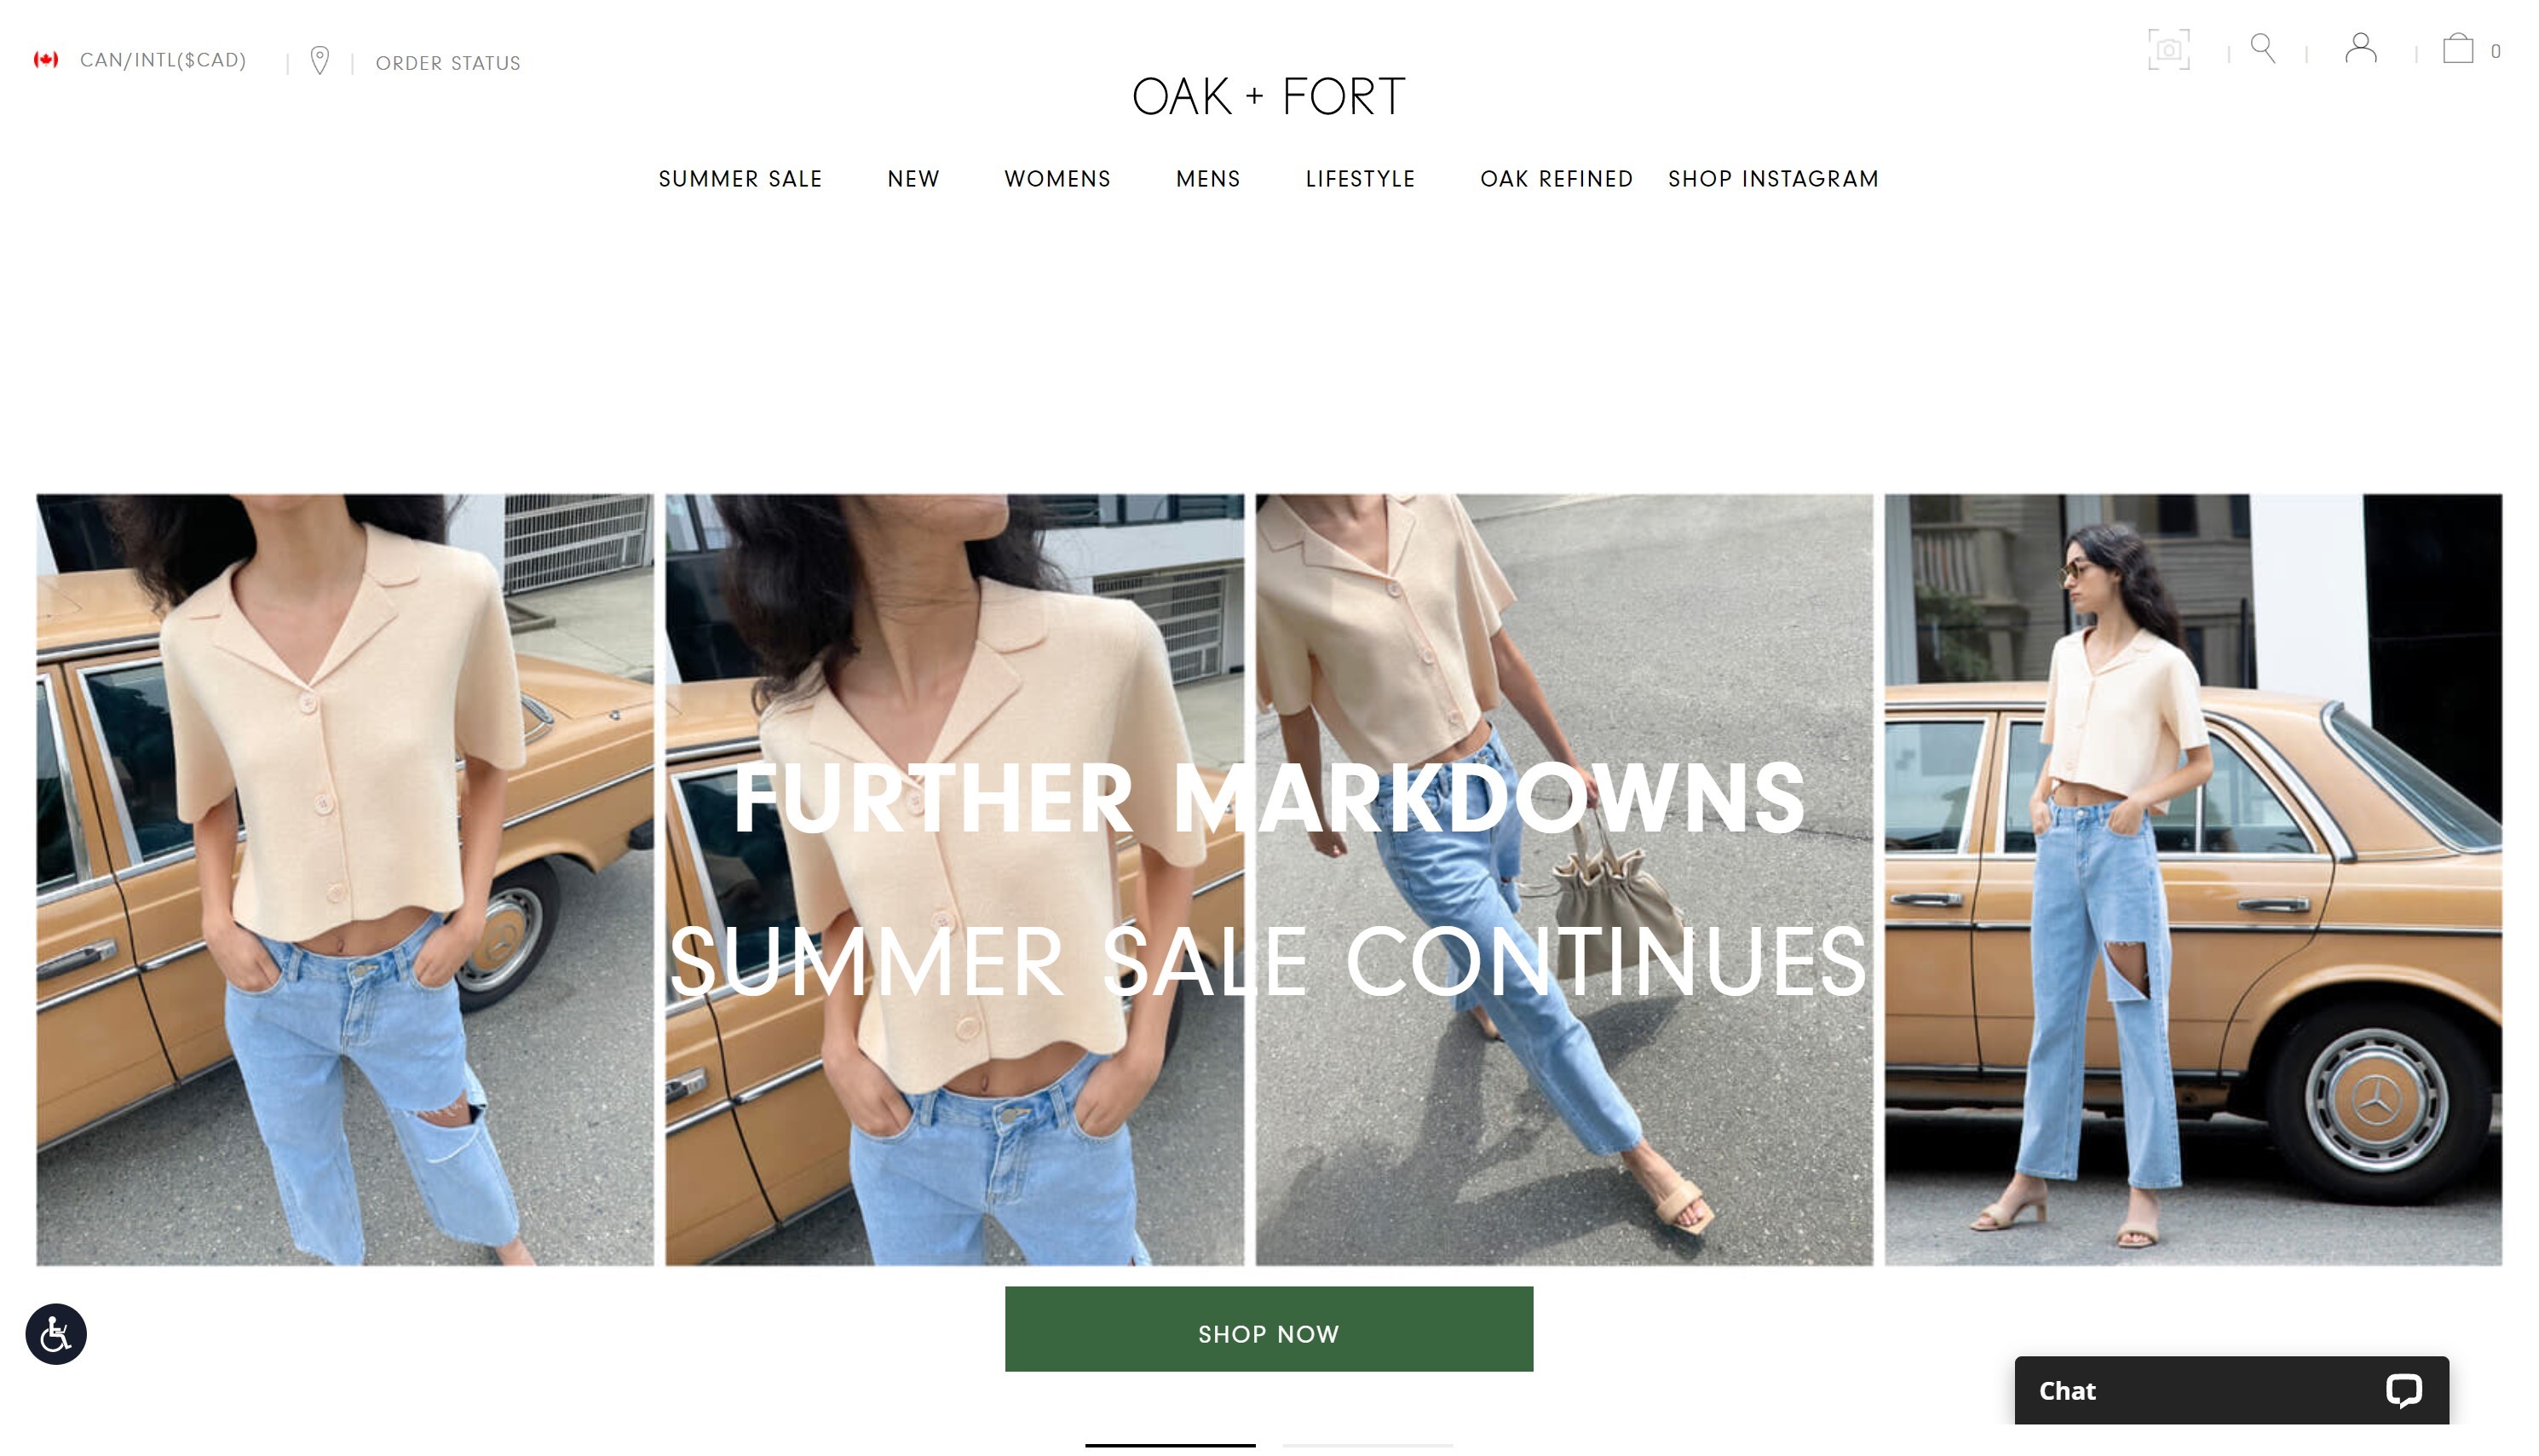 CAN/INTL($CAD)
ORDER STATUS
0
OAK + FORT
SUMMER SALE
NEW
WOMENS
MENS
LIFESTYLE
OAK REFINED
SHOP INSTAGRAM
FURTHER MARKDOWNS
SUMMER SALE CONTINUES
SHOP NOW
Chat